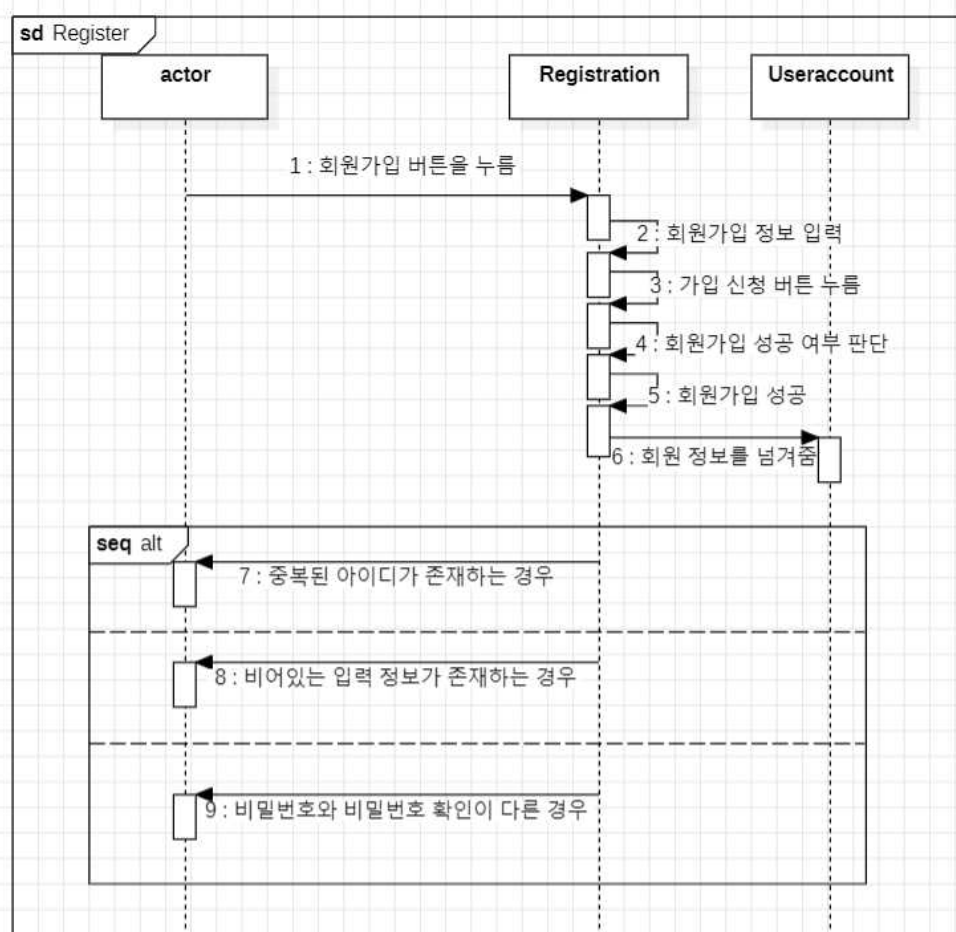 sd Register
actor
Registration
Useraccount
1 : 회원가입 버튼을 누름
2 : 회원가입 정보 입력
3 : 가입 신청 버튼 누름
4 : 회원가입 성공 여부 판단
5 : 회원가입 성공
6 : 회원 정보를 넘겨줌
seq alt
7 : 중복된 아이디가 존재하는 경우
8 : 비어있는 입력 정보가 존재하는 경우
9 : 비밀번호와 비밀번호 확인이 다른 경우